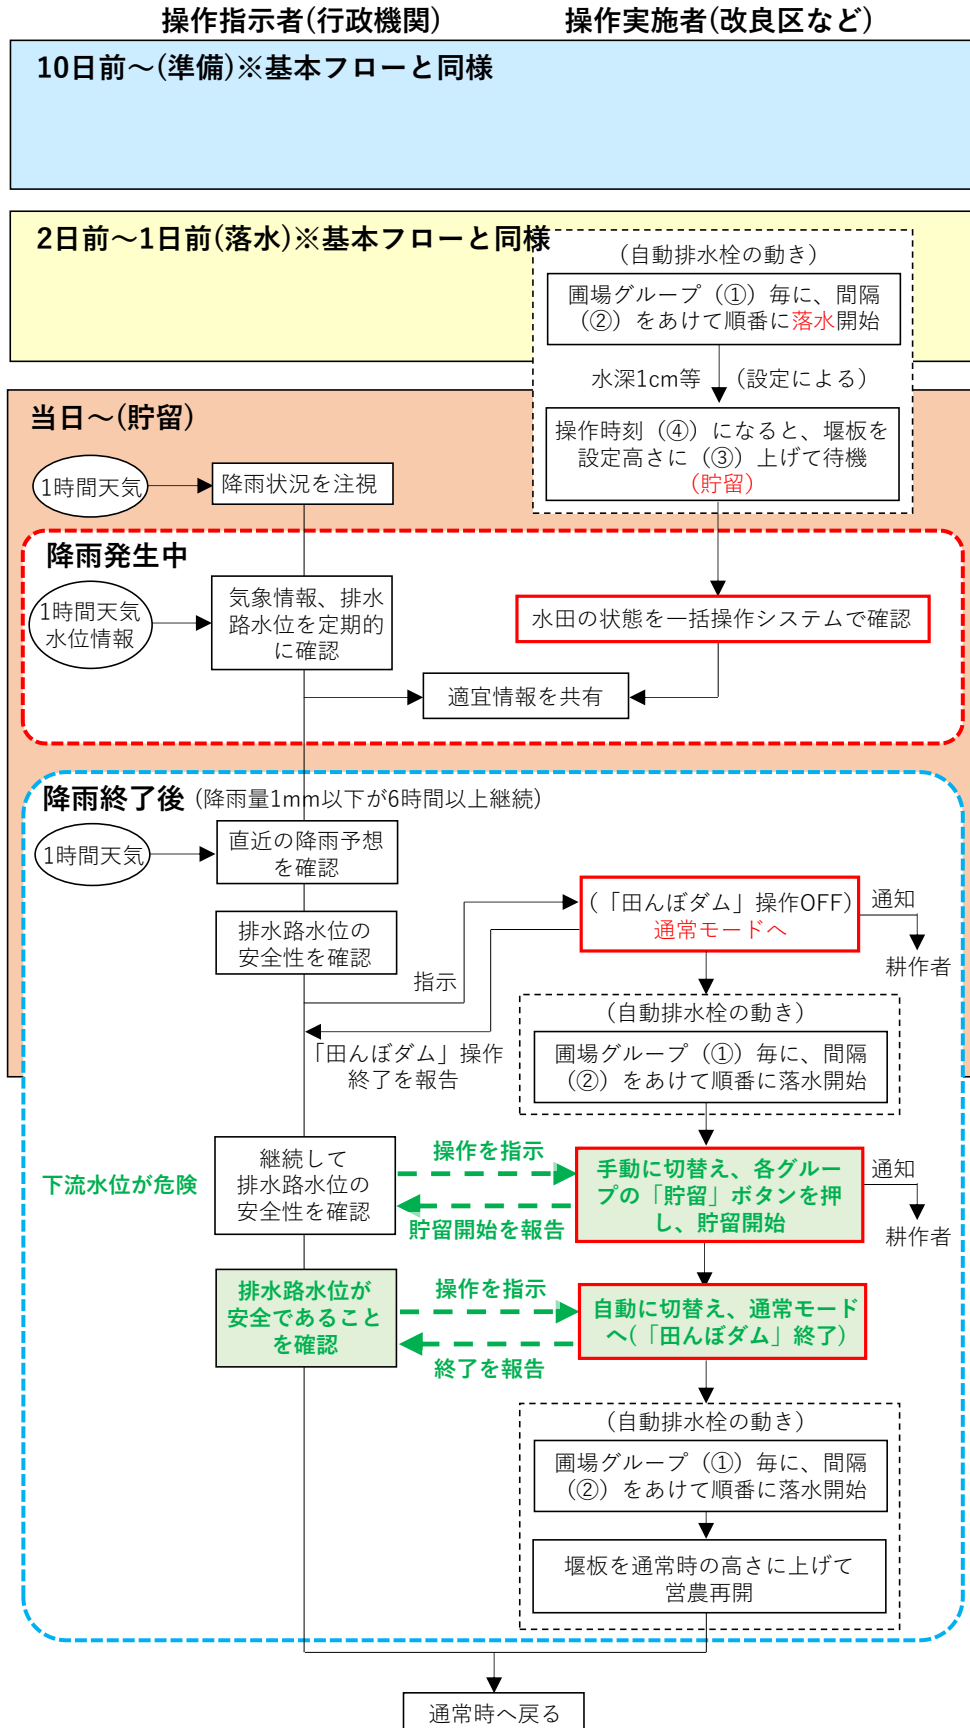 操作指示者(行政機関)
操作実施者(改良区など)
10日前～(準備)※基本フローと同様
2日前～1日前(落水)※基本フローと同様
(自動排水栓の動き)
圃場グループ（①）毎に、間隔
（②）をあけて順番に落水開始
水深1cm等
(設定による)
当日～(貯留)
操作時刻（④）になると、堰板を
設定高さに（③）上げて待機
(貯留)
1時間天気
降雨状況を注視
降雨発生中
1時間天気
水位情報
気象情報、排水
路水位を定期的
に確認
水田の状態を一括操作システムで確認
適宜情報を共有
降雨終了後 (降雨量1mm以下が6時間以上継続)
1時間天気
直近の降雨予想
を確認
排水路水位の
安全性を確認
(「田んぼダム」操作OFF)
通常モードへ
通知
耕作者
指示
「田んぼダム」操作
終了を報告
(自動排水栓の動き)
圃場グループ（①）毎に、間隔
（②）をあけて順番に落水開始
下流水位が危険
継続して
排水路水位の
安全性を確認
操作を指示
貯留開始を報告
手動に切替え、各グルー
プの「貯留」ボタンを押
し、貯留開始
通知
耕作者
排水路水位が
安全であること
を確認
操作を指示
終了を報告
自動に切替え、通常モード
へ(「田んぼダム」終了)
(自動排水栓の動き)
圃場グループ（①）毎に、間隔
（②）をあけて順番に落水開始
堰板を通常時の高さに上げて
営農再開
通常時へ戻る